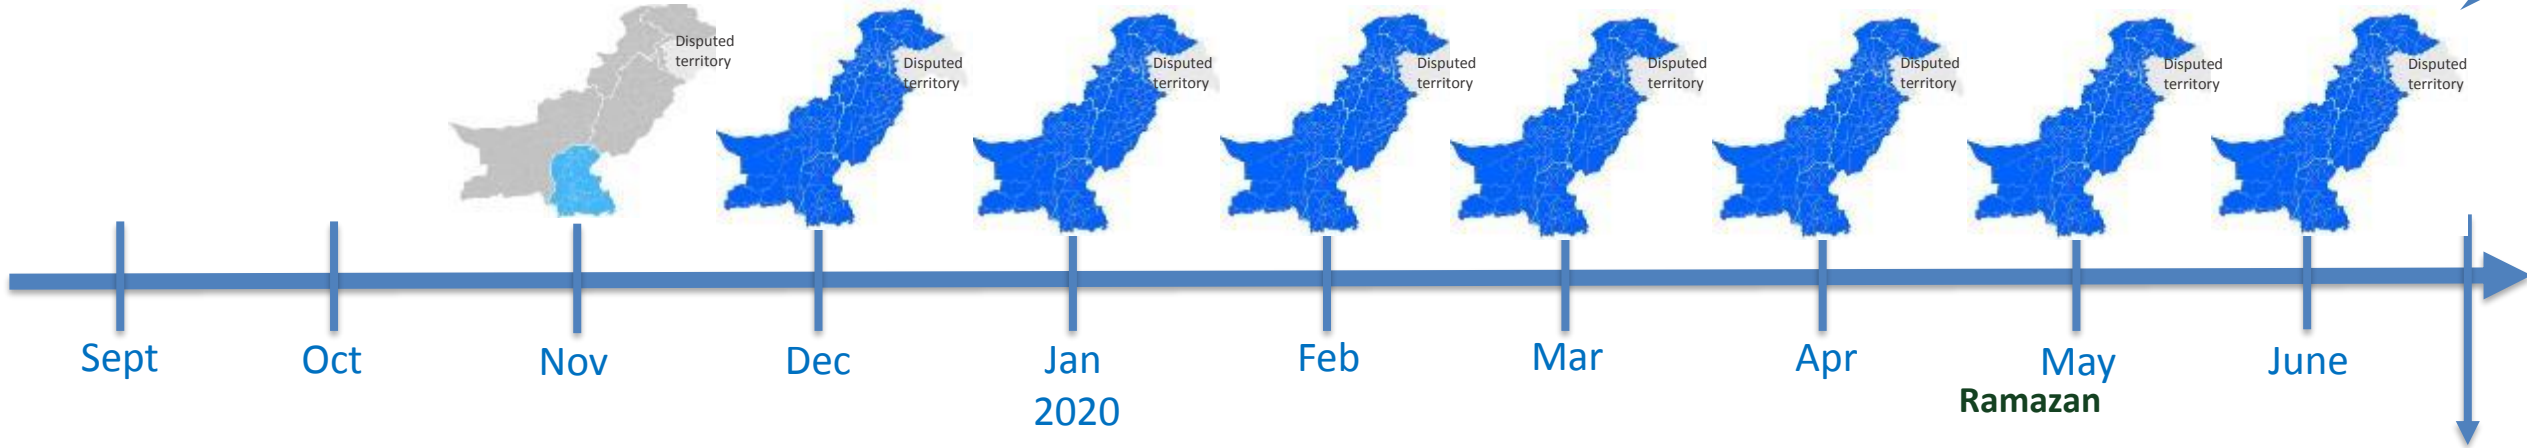 Disputed
territory
Disputed
territory
Disputed
territory
Disputed
territory
Disputed
territory
Disputed
territory
Disputed
territory
Disputed
territory
Sept
Oct
Nov
Dec
Jan
2020
Feb
Mar
Apr
May
Ramazan
June